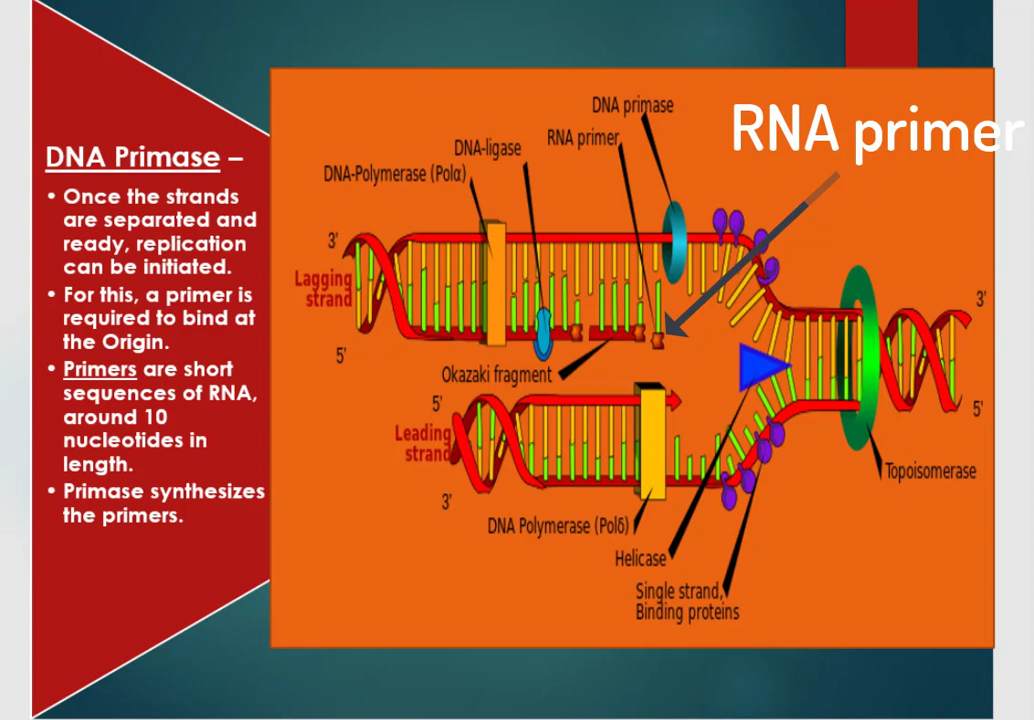 DNA Primase –
• Once the strands
are separated and
ready, replication
can be initiated.
• For this, a primer is
required to bind at
the Origin.
• Primers are short
sequences of RNA,
around 10
nucleotides in
length.
• Primase synthesizes
the primers.
RNA primer
DNA primase
RNA primer
DNA-ligase
DNA-Polymerase (Polα)
3'
Lagging
strand
5'
Okazaki fragment
3'
5'
Topoisomerase
5'
Leading
strand
3'
DNA Polymerase (Polδ)
Helicase
Single strand,
Binding proteins